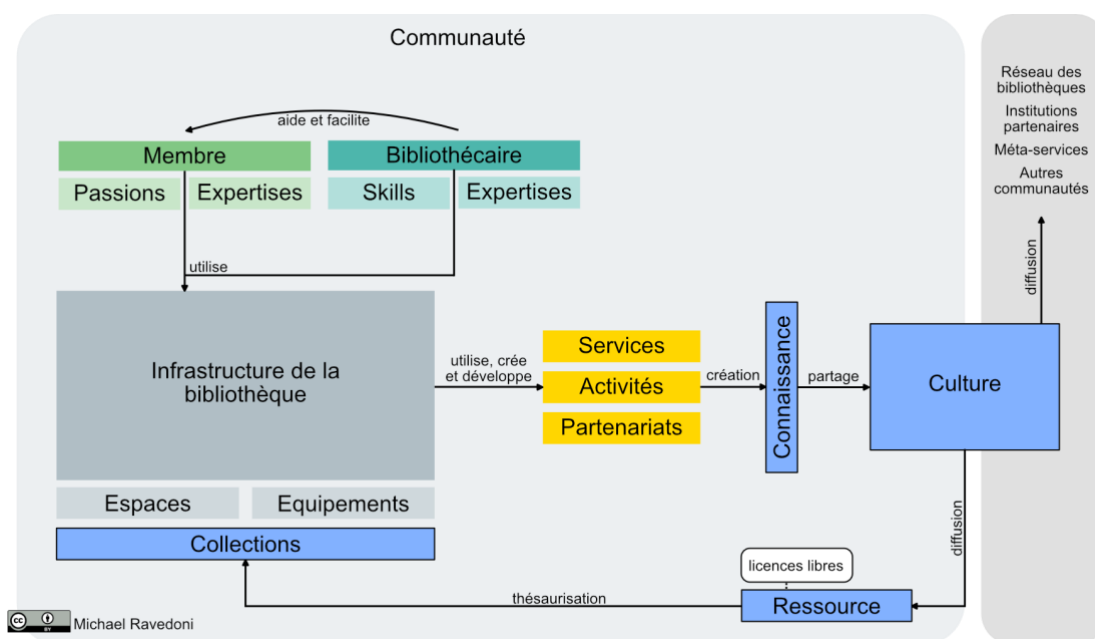 Communauté
Réseau des
bibliothèques
Institutions
partenaires
Méta-services
Autres
communautés
aide et facilite
Membre
Bibliothécaire
Passions
Expertises
Skills
Expertises
utilise
diffusion
Infrastructure de la
bibliothèque
utilise, crée
et développe
Services
Activités
Partenariats
création
Connaissance
partage
Culture
Espaces
Equipements
Collections
diffusion
licences libres
thésaurisation
Ressource
cc
BY
Michael Ravedoni